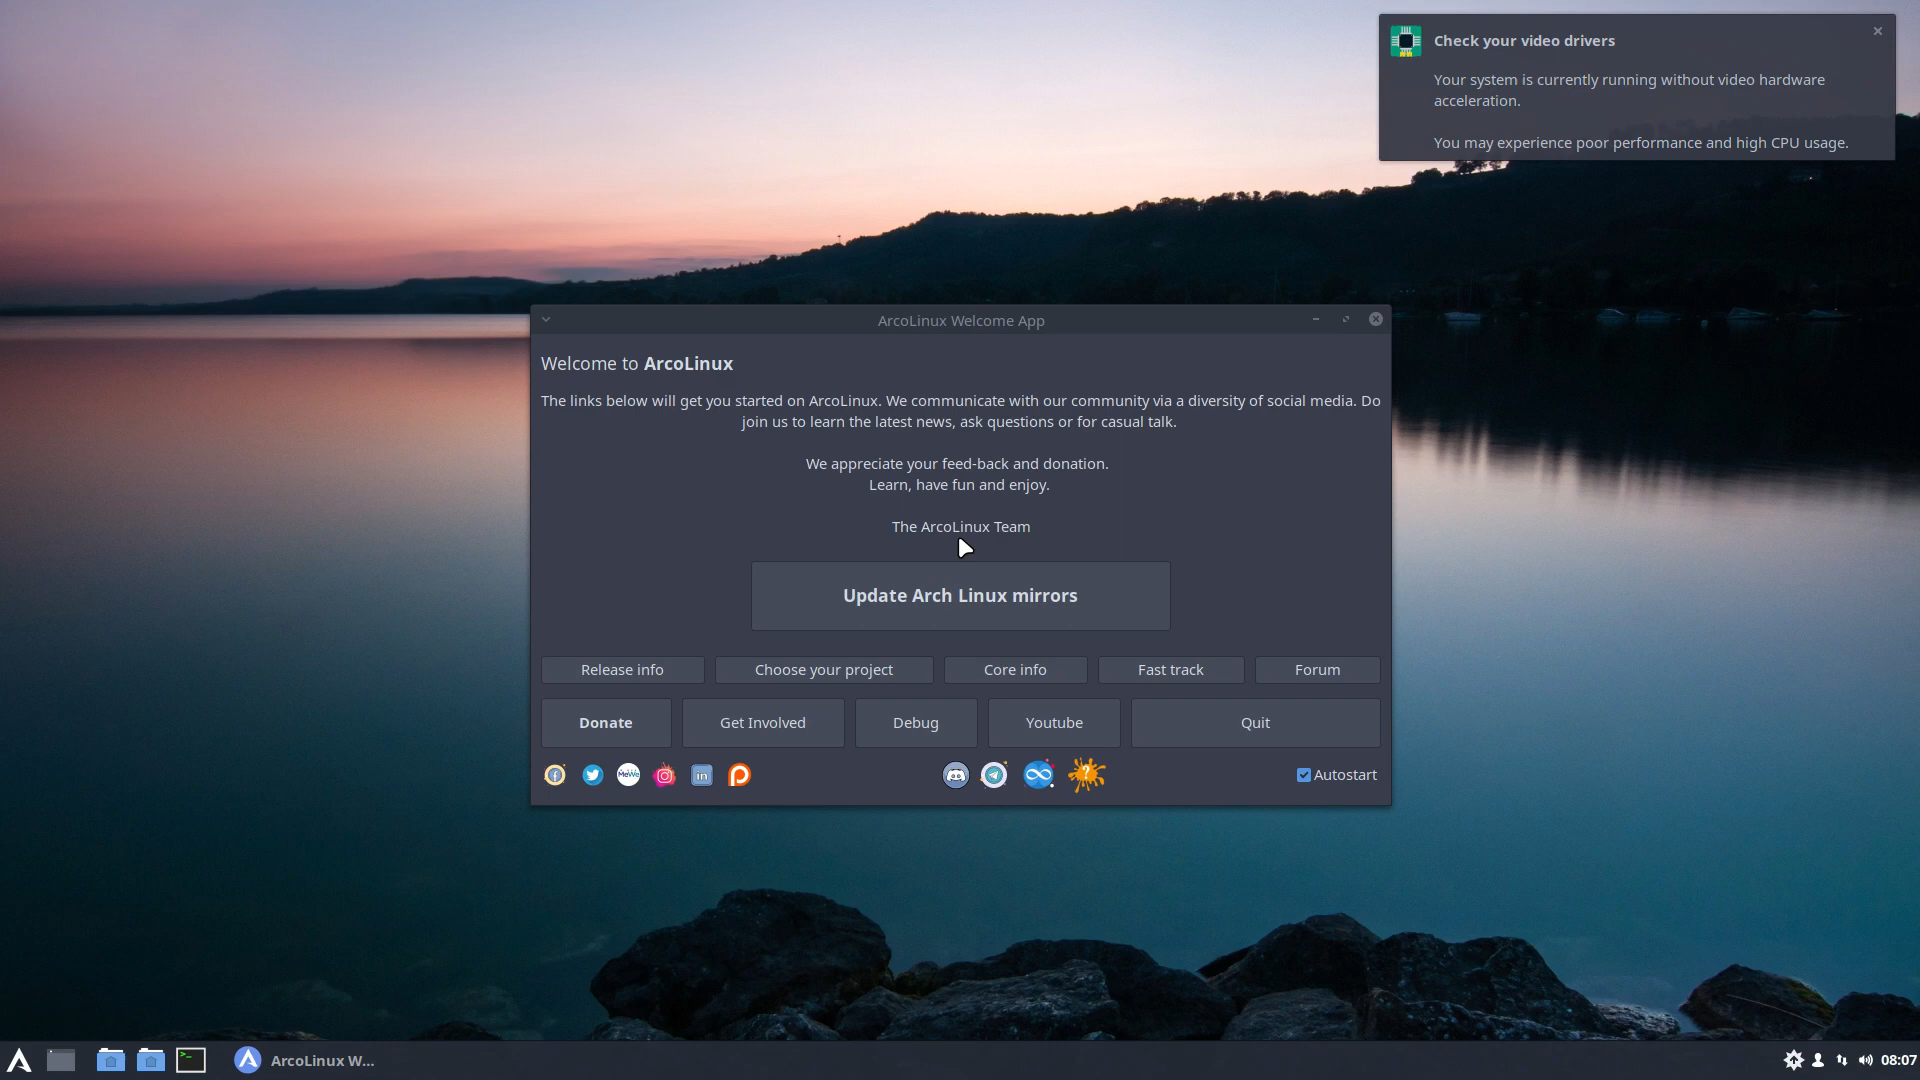 Check your video drivers
Your system is currently running without video hardware
acceleration.
You may experience poor performance and high CPU usage.
ArcoLinux Welcome App
Welcome to ArcoLinux
The links below will get you started on ArcoLinux. We communicate with our community via a diversity of social media. Do
join us to learn the latest news, ask questions or for casual talk.
We appreciate your feed-back and donation.
Learn, have fun and enjoy.
The ArcoLinux Team
Update Arch Linux mirrors
Release info
Choose your project
Core info
Fast track
Forum
Donate
Get Involved
Debug
Youtube
Quit
MeWe
in
?
Autostart
>_
ArcoLinux W...
08:07